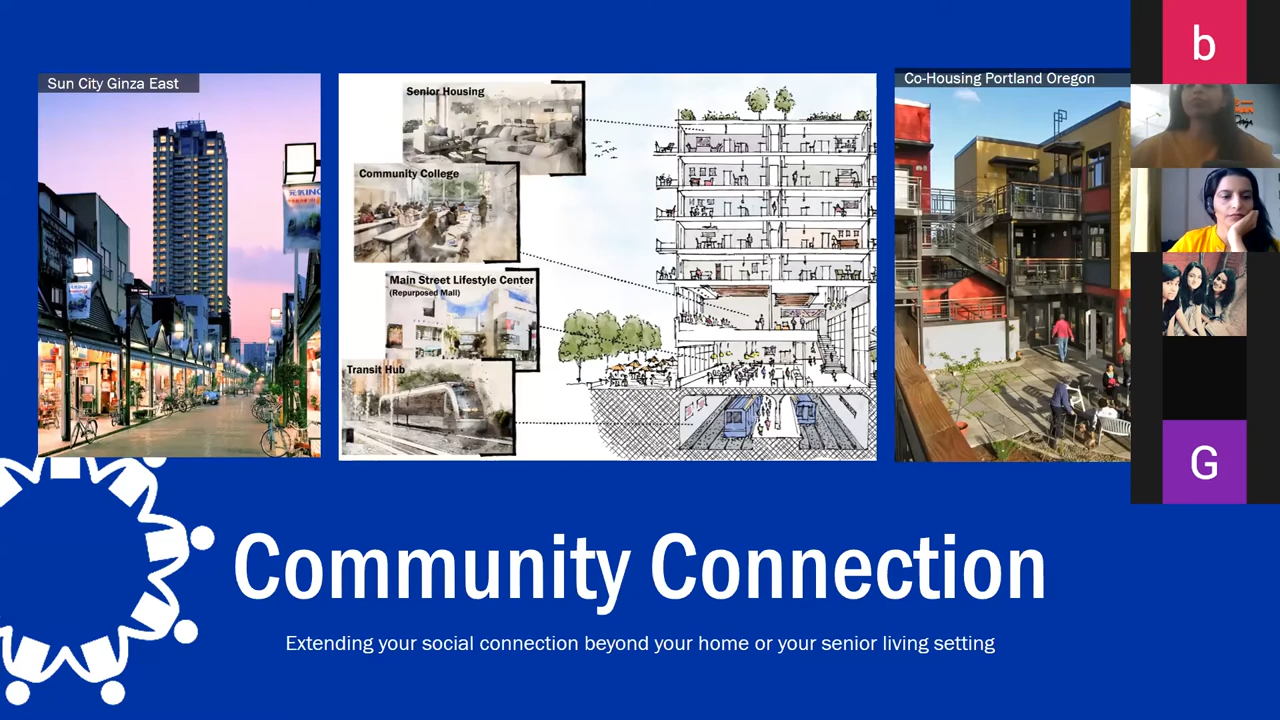 Sun City Ginza East
Senior Housing
Community College
Main Street Lifestyle Center
(Repurposed Mall)
Transit Hub
Co-Housing Portland Oregon
b
G
Community Connection
Extending your social connection beyond your home or your senior living setting